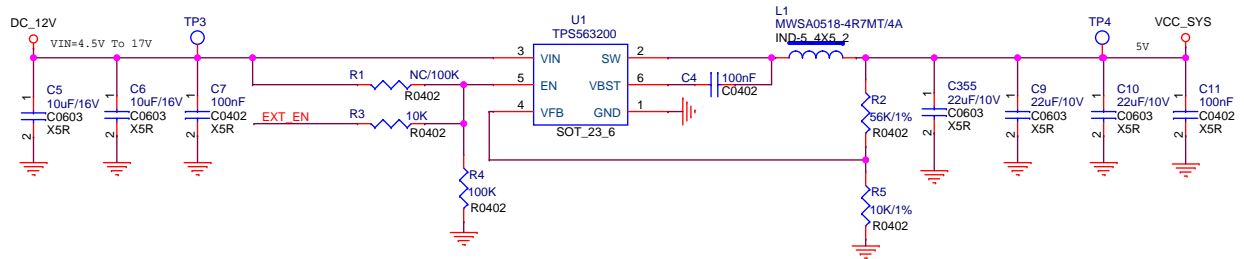 DC_12V
VIN=4.5V To 17V
TP3
U1
TPS563200
L1
MWSA0518-4R7MT/4A
IND-5_4X5_2
TP4
VCC_SYS
5V
3
VIN
5
EN
4
VFB
SW
2
VBST
6
GND
1
SOT_23_6
C4
100nF
C0402
R1
NC/100K
R0402
EXT_EN
R3
10K
R0402
R4
100K
R0402
R2
56K/1%
R0402
R5
10K/1%
R0402
1
2
C5
10uF/16V
C0603
X5R
1
2
C6
10uF/16V
C0603
X5R
1
2
C7
100nF
C0402
X5R
1
2
C355
22uF/10V
C0603
X5R
1
2
C9
22uF/10V
C0603
X5R
1
2
C10
22uF/10V
C0603
X5R
1
2
C11
100nF
C0402
X5R